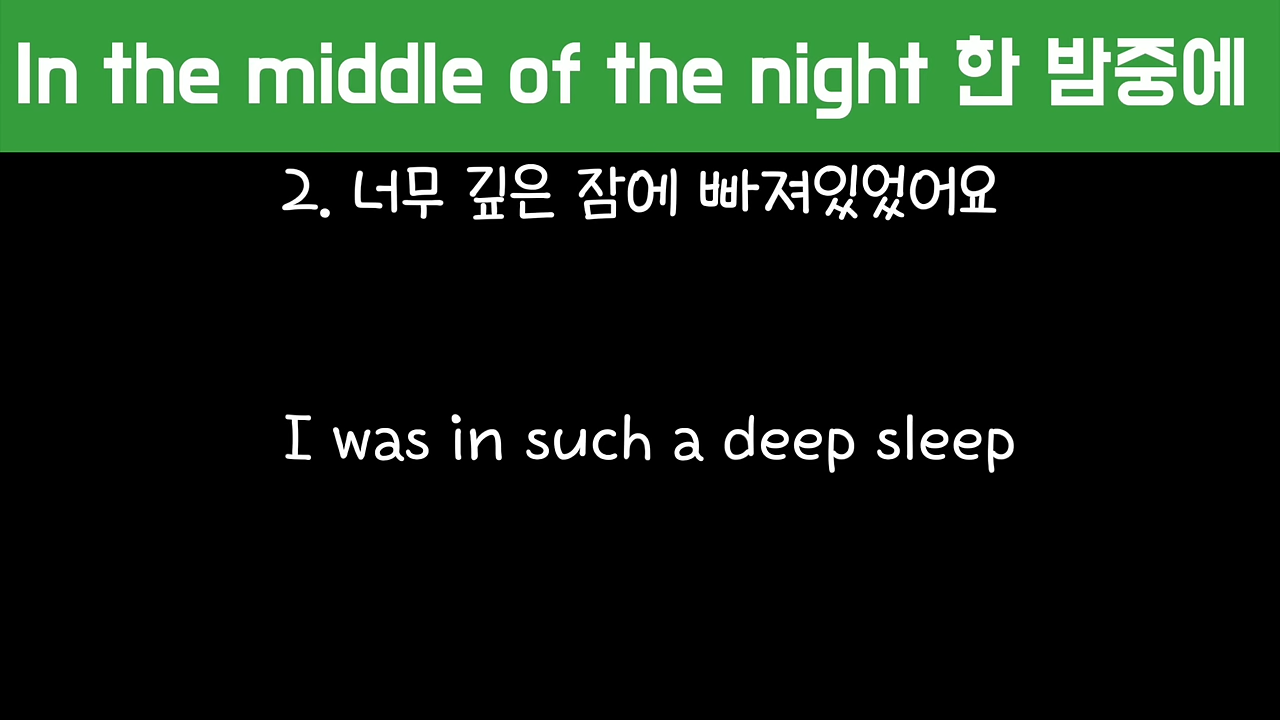 In the middle of the night 한 밤중에
2. 너무 깊은 잠에 빠져있었어요
I was in such a deep sleep